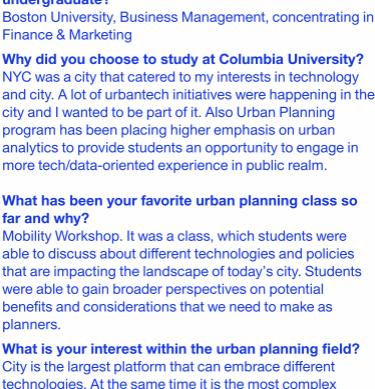 undergraduate?
Boston University, Business Management, concentrating in
Finance & Marketing
Why did you choose to study at Columbia University?
NYC was a city that catered to my interests in technology
and city. A lot of urbantech initiatives were happening in the
city and I wanted to be part of it. Also Urban Planning
program has been placing higher emphasis on urban
analytics to provide students an opportunity to engage in
more tech/data-oriented experience in public realm.
What has been your favorite urban planning class so
far and why?
Mobility Workshop. It was a class, which students were
able to discuss about different technologies and policies
that are impacting the landscape of today's city. Students
were able to gain broader perspectives on potential
benefits and considerations that we need to make as
planners.
What is your interest within the urban planning field?
City is the largest platform that can embrace different
technologies. At the same time it is the most complex